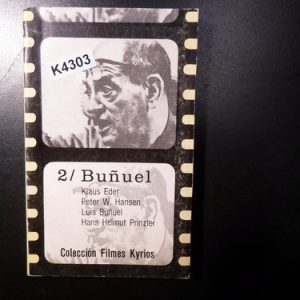 K4303
2/ Buñuel
Klaus Eder
Peter W. Hansen
Luis Buñuel
Hans Helmut Prinzler
Colección Filmes Kyrios